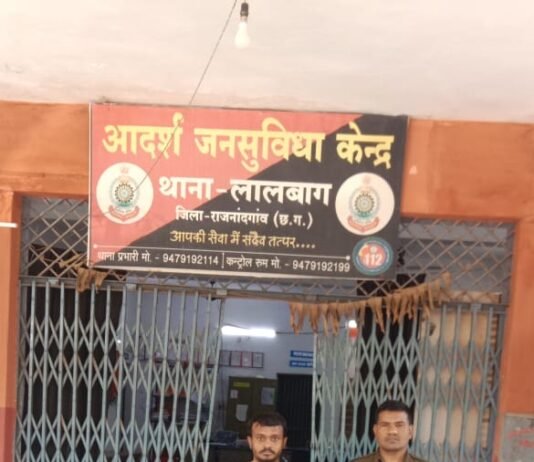 आदर्श जनसुविधा केन्द्र
थाना - लालबाग
जिला-राजनादगांव (छ.ग.)
आपकी सेवा में सदैव तत्पर....
थाना प्रभारी मो. - 9479192114 | कन्ट्रोल रुम मो. - 9479192199
112